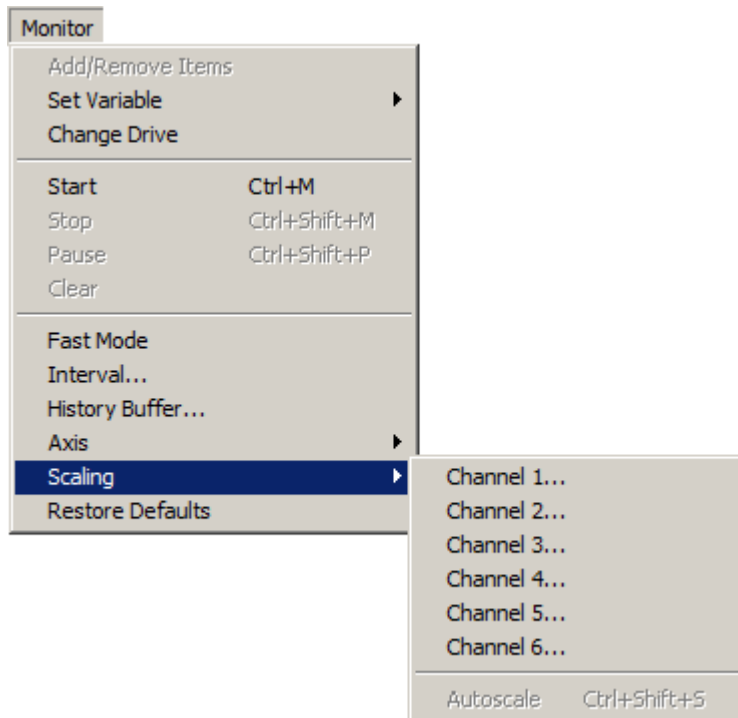 Monitor
Add/Remove Items
Set Variable
Change Drive
Start Ctrl+M
Stop Ctrl+Shift+M
Pause Ctrl+Shift+P
Clear
Fast Mode
Interval...
History Buffer...
Axis
Scaling
Restore Defaults
Channel 1...
Channel 2...
Channel 3...
Channel 4...
Channel 5...
Channel 6...
Autoscale Ctrl+Shift+S